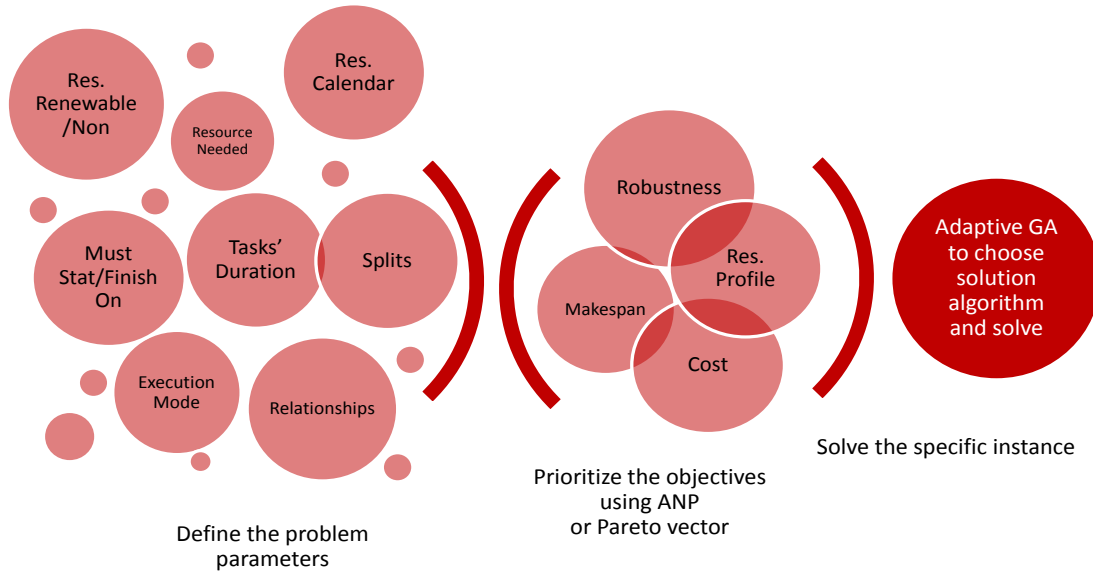 Res.
Renewable
/Non
Res.
Calendar
Resource
Needed
Must
Stat/Finish
On
Tasks'
Duration
Splits
Execution
Mode
Relationships
Define the problem
parameters
Robustness
Res.
Profile
Makespan
Cost
Prioritize the objectives
using ANP
or Pareto vector
Adaptive GA
to choose
solution
algorithm
and solve
Solve the specific instance